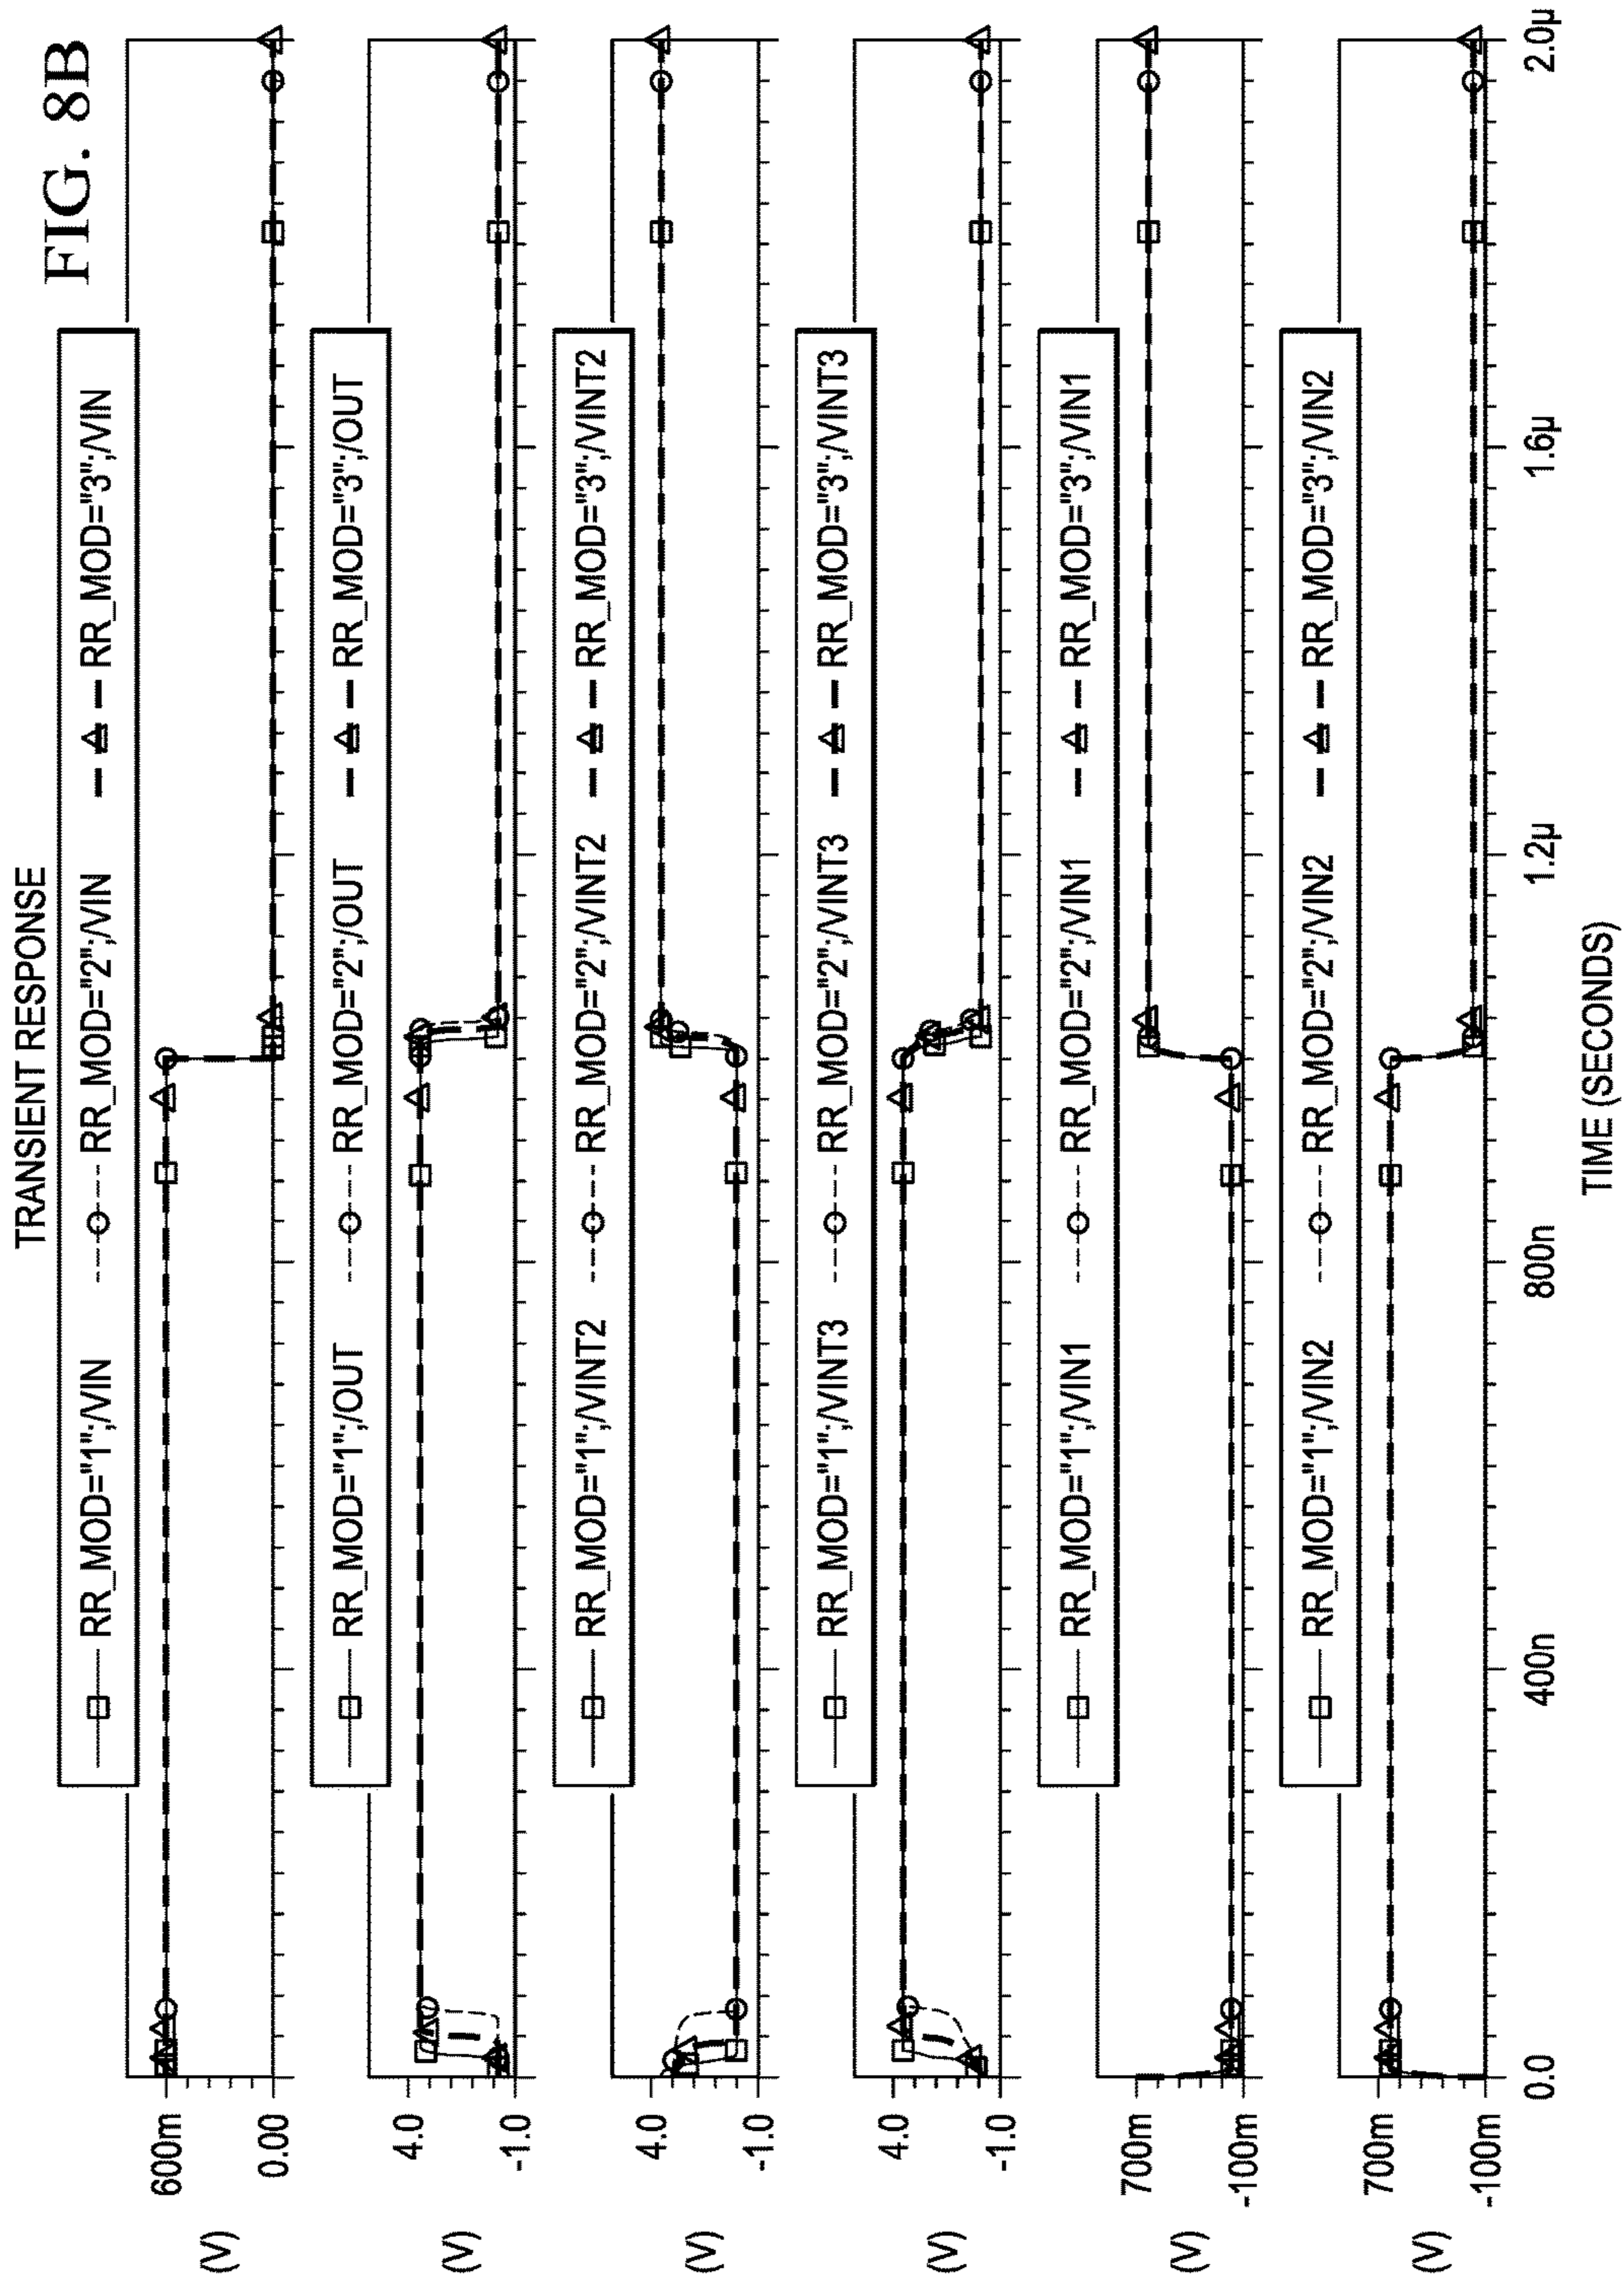 FIG. 8B
TRANSIENT RESPONSE
RR_MOD="1";/VIN RR_MOD="2";/VIN RR_MOD="3";/VIN
(V)
600m
0.00
RR_MOD="1";/OUT RR_MOD="2";/OUT RR_MOD="3";/OUT
(V)
4.0
-1.0
RR_MOD="1";/VINT2 RR_MOD="2";/VINT2 RR_MOD="3";/VINT2
(V)
4.0
-1.0
RR_MOD="1";/VINT3 RR_MOD="2";/VINT3 RR_MOD="3";/VINT3
(V)
4.0
-1.0
RR_MOD="1";/VIN1 RR_MOD="2";/VIN1 RR_MOD="3";/VIN1
(V)
700m
-100m
RR_MOD="1";/VIN2 RR_MOD="2";/VIN2 RR_MOD="3";/VIN2
(V)
700m
-100m
0.0 400n 800n 1.2µ 1.6µ 2.0µ
TIME (SECONDS)